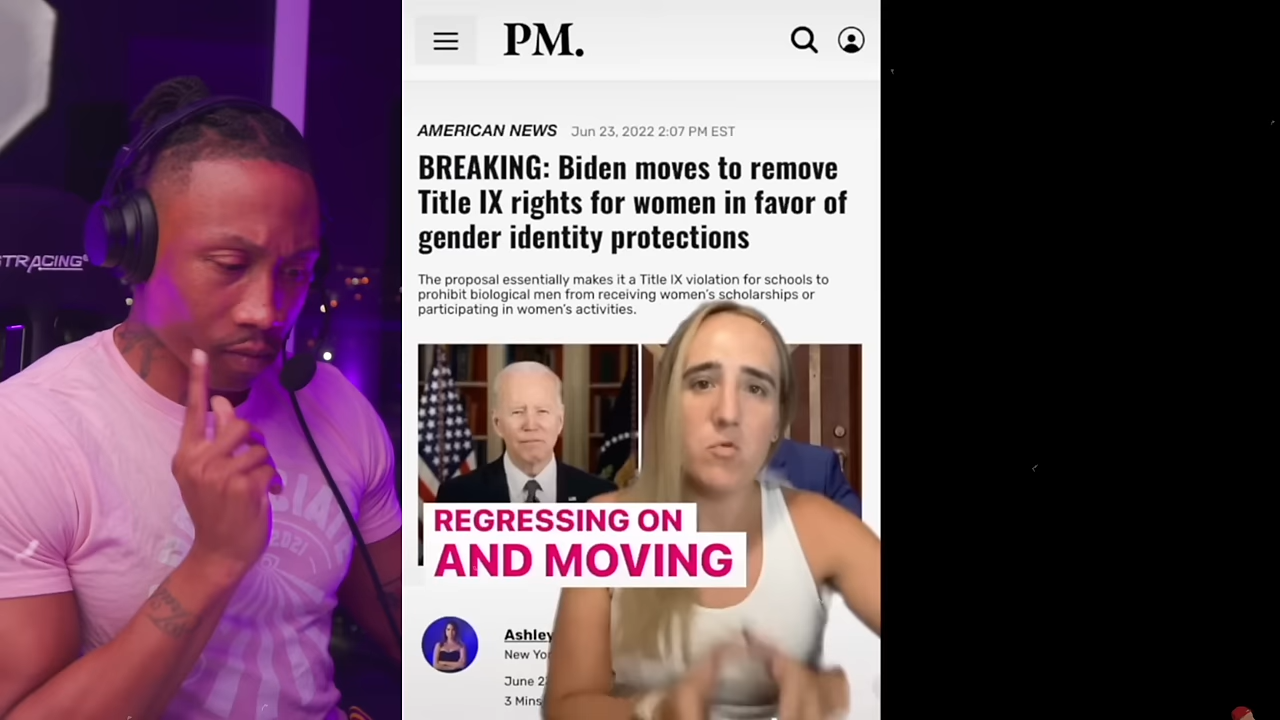 PM.
AMERICAN NEWS Jun 23, 2022 2:07 PM EST
BREAKING: Biden moves to remove
Title IX rights for women in favor of
gender identity protections
The proposal essentially makes it a Title IX violation for schools to
prohibit biological men from receiving women's scholarships or
participating in women's activities.
REGRESSING ON
AND MOVING
Ashley
New Yo
June 2
3 Mins